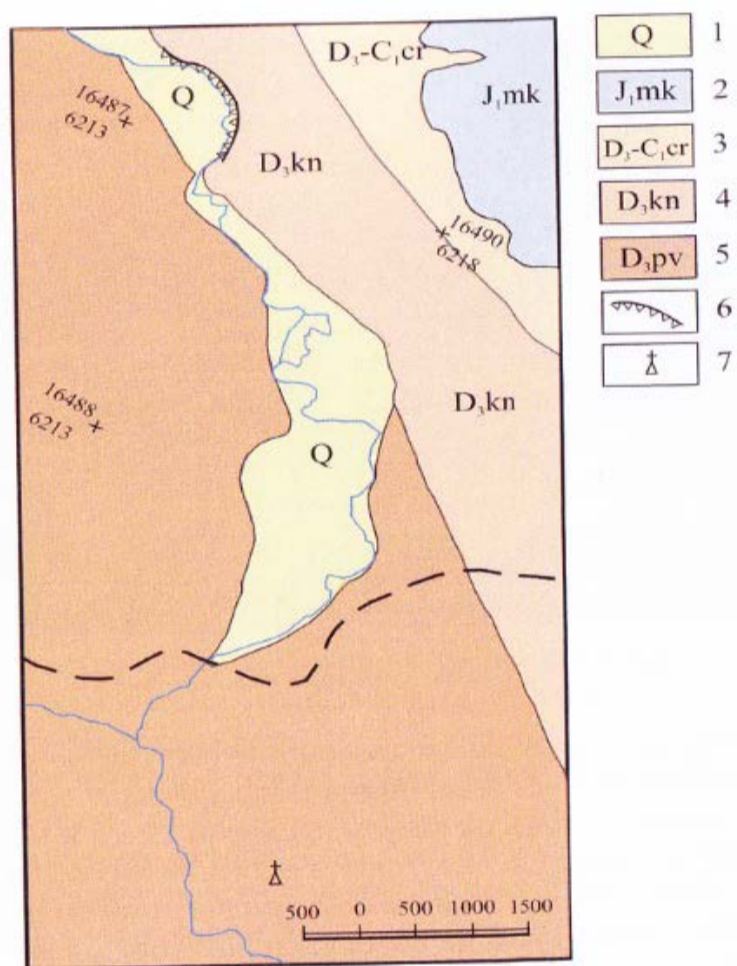 D₃-C₁cr
J₁mk
Q
16487
6213
D₃kn
16490
6218
16488
6213
D₃kn
Q
500 0 500 1000 1500
Q 1
J₁mk 2
D₃-C₁cr 3
D₃kn 4
D₃pv 5
6
7